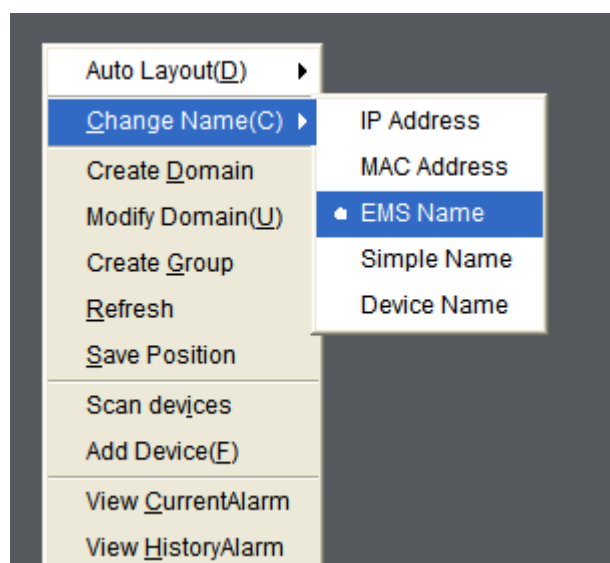 Auto Layout(D)
Change Name(C)
Create Domain
Modify Domain(U)
Create Group
Refresh
Save Position
Scan devices
Add Device(F)
View CurrentAlarm
View HistoryAlarm
IP Address
MAC Address
EMS Name
Simple Name
Device Name